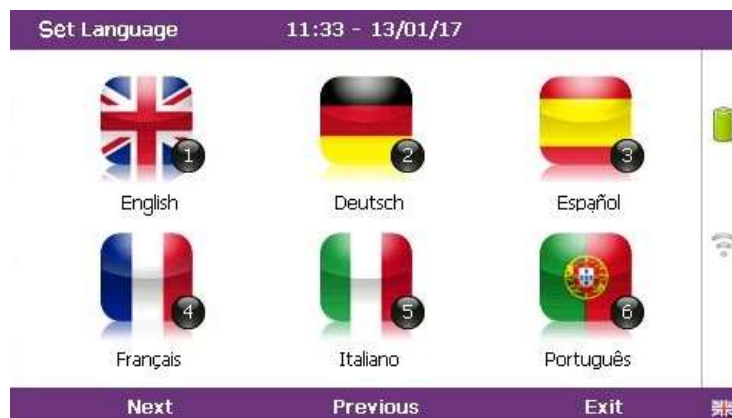 Set Language 11:33 - 13/01/17
1 2 3
English Deutsch Español
4 5 6
Français Italiano Português
Next Previous Exit